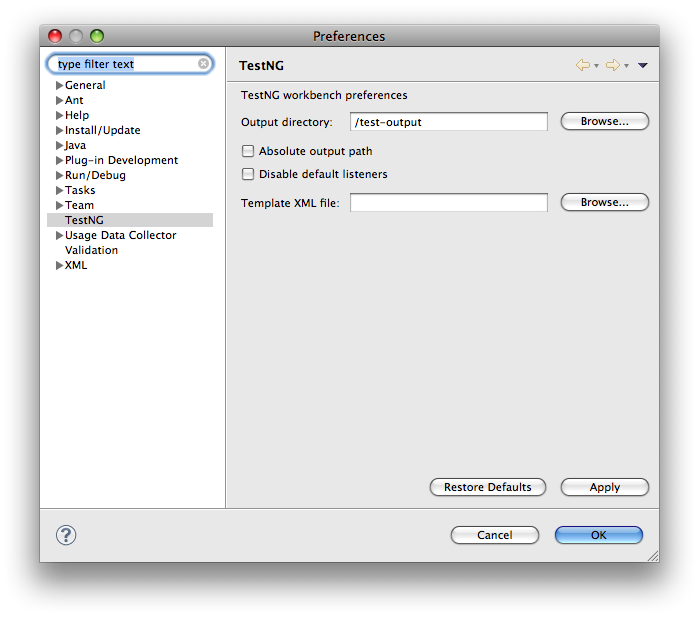 Preferences
type filter text
General
Ant
Help
Install/Update
Java
Plug-in Development
Run/Debug
Tasks
Team
TestNG
Usage Data Collector
Validation
XML
TestNG
TestNG workbench preferences
Output directory: /test-output Browse...
Absolute output path
Disable default listeners
Template XML file: Browse...
Restore Defaults Apply
? Cancel OK